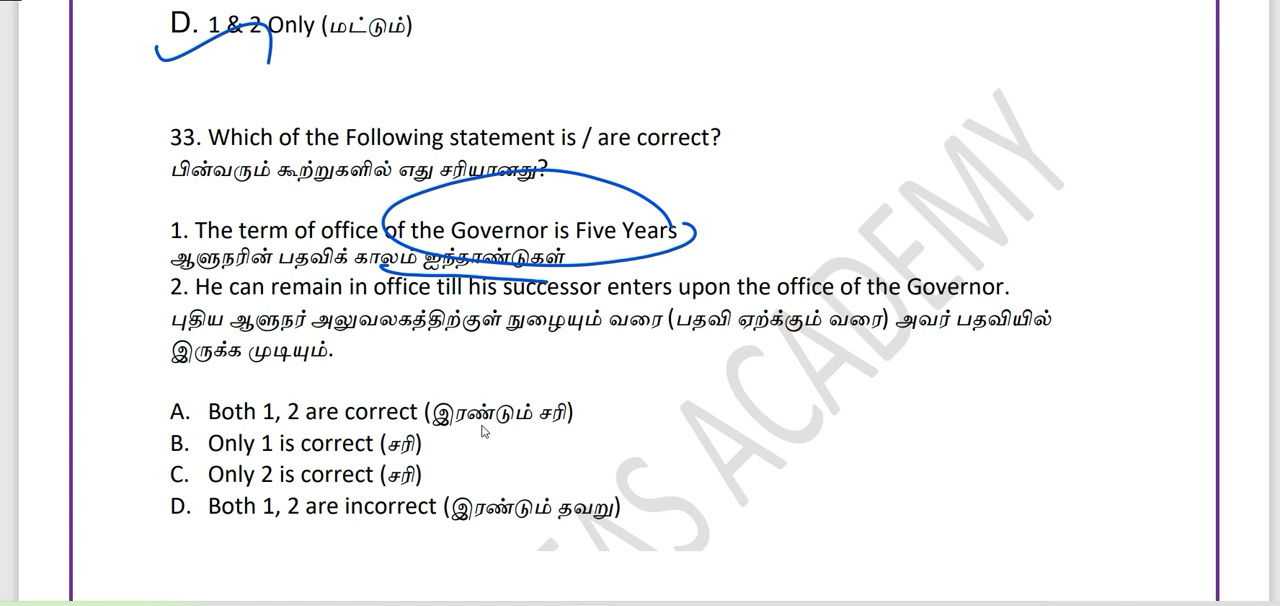 D. 1 & 2 Only (மட்டும்)
33. Which of the Following statement is / are correct?
பின்வரும் கூற்றுகளில் எது சரியானது?
1. The term of office of the Governor is Five Years
ஆளுநரின் பதவிக் காலம் ஐந்தாண்டுகள்
2. He can remain in office till his successor enters upon the office of the Governor.
புதிய ஆளுநர் அலுவலகத்திற்குள் நுழையும் வரை (பதவி ஏற்க்கும் வரை) அவர் பதவியில்
இருக்க முடியும்.
A. Both 1, 2 are correct (இரண்டும் சரி)
B. Only 1 is correct (சரி)
C. Only 2 is correct (சரி)
D. Both 1, 2 are incorrect (இரண்டும் தவறு)
ACADEMY